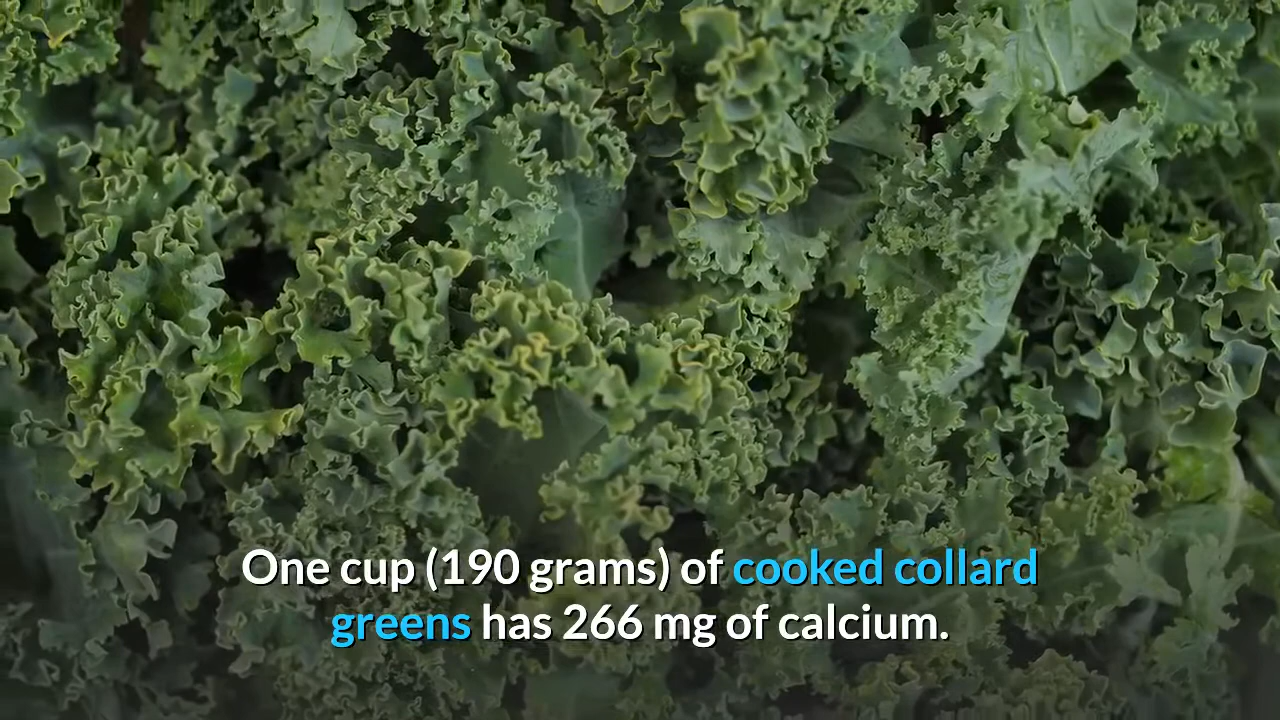 One cup (190 grams) of cooked collard
greens has 266 mg of calcium.